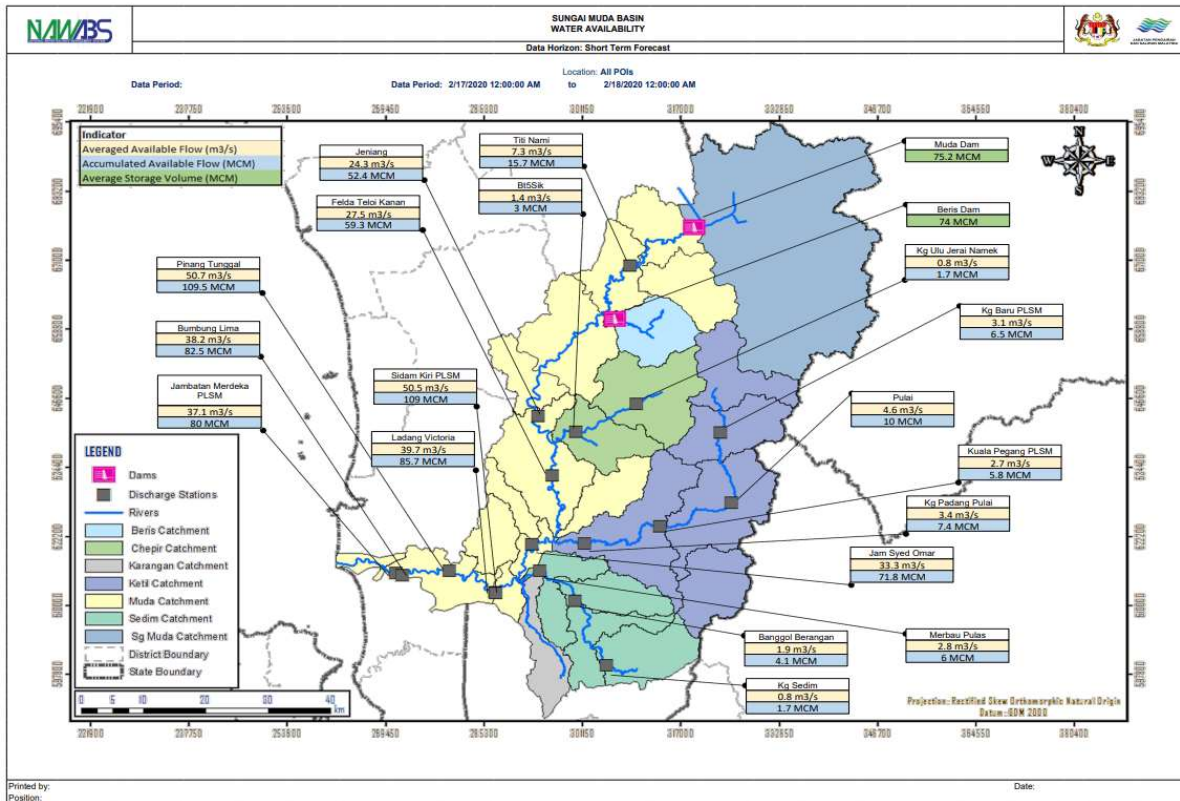 NAWABS
SUNGAI MUDA BASIN
WATER AVAILABILITY
Data Horizon: Short Term Forecast
Location: All POIs
Data Period:
Data Period: 2/17/2020 12:00:00 AM to 2/18/2020 12:00:00 AM
Indicator
Averaged Available Flow (m3/s)
Accumulated Available Flow (MCM)
Average Storage Volume (MCM)
Jeniang
24.3 m3/s
52.4 MCM
Felda Teloi Kanan
27.5 m3/s
59.3 MCM
Titi Nami
7.3 m3/s
15.7 MCM
Bt5Sik
1.4 m3/s
3 MCM
Muda Dam
75.2 MCM
Beris Dam
74 MCM
Kg Ulu Jerai Namek
0.8 m3/s
1.7 MCM
Pinang Tunggal
50.7 m3/s
109.5 MCM
Bumbung Lima
38.2 m3/s
82.5 MCM
Jambatan Merdeka
PLSM
37.1 m3/s
80 MCM
Sidam Kiri PLSM
50.5 m3/s
109 MCM
Ladang Victoria
39.7 m3/s
85.7 MCM
Kg Baru PLSM
3.1 m3/s
6.5 MCM
Pulai
4.6 m3/s
10 MCM
Kuala Pegang PLSM
2.7 m3/s
5.8 MCM
Kg Padang Pulai
3.4 m3/s
7.4 MCM
Jam Syed Omar
33.3 m3/s
71.8 MCM
Merbau Pulas
2.8 m3/s
6 MCM
Banggol Berangan
1.9 m3/s
4.1 MCM
Kg Sedim
0.8 m3/s
1.7 MCM
LEGEND
Dams
Discharge Stations
Rivers
Beris Catchment
Chepir Catchment
Karangan Catchment
Ketil Catchment
Muda Catchment
Sedim Catchment
Sg Muda Catchment
District Boundary
State Boundary
0 5 10 20 30 40
km
N
W E
S
Projection: Rectified Skew Orthomorphic Natural Origin
Datum: GDM 2000
Printed by:
Position:
Date: